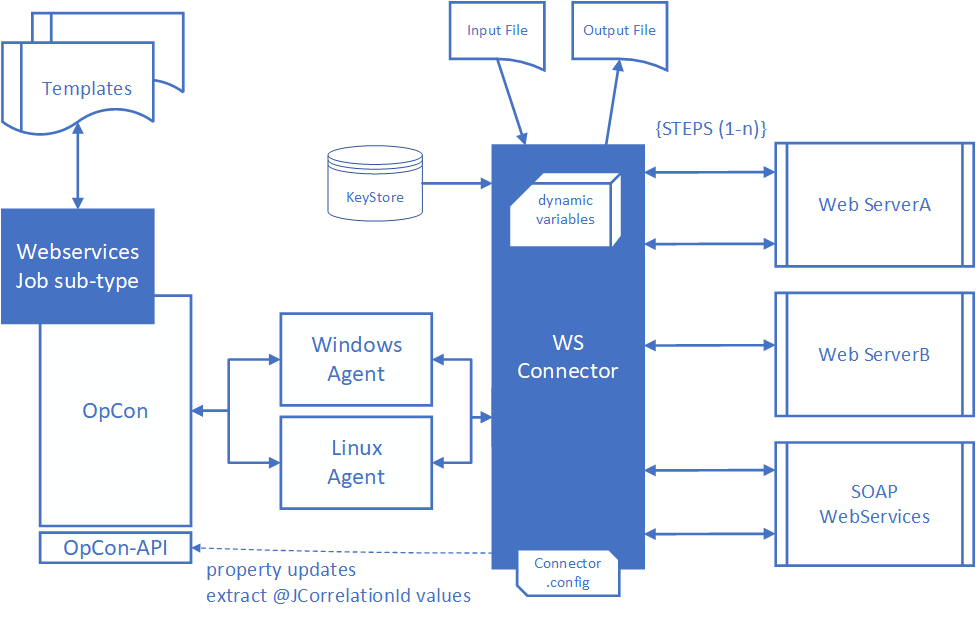 Input File
Output File
Templates
{STEPS (1-n)}
KeyStore
dynamic
variables
Web ServerA
Webservices
Job sub-type
Windows
Agent
WS
Connector
Web ServerB
OpCon
Linux
Agent
SOAP
WebServices
OpCon-API
Connector
.config
property updates
extract @JCorrelationId values